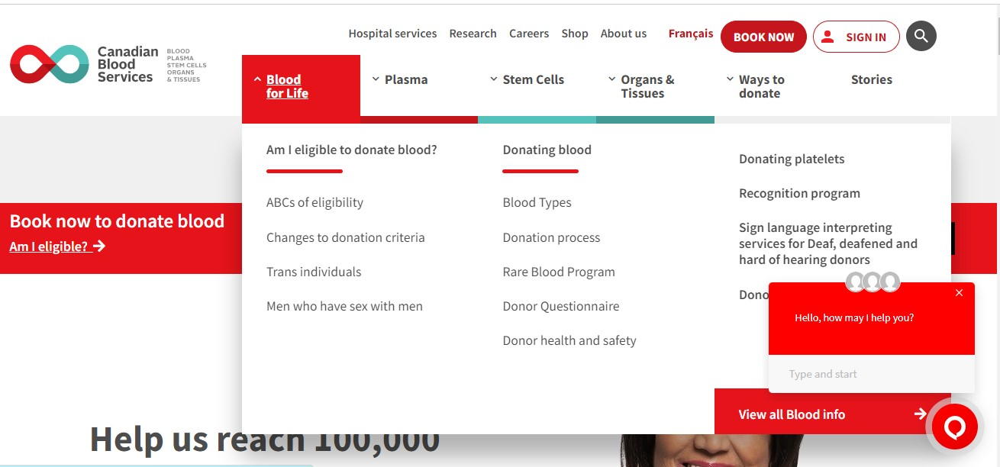 Hospital services
Research
Careers
Shop
About us
Français
BOOK NOW
SIGN IN
Canadian
Blood
Services
BLOOD
PLASMA
STEM CELLS
ORGANS
& TISSUES
Blood
for Life
Plasma
Stem Cells
Organs &
Tissues
Ways to
donate
Stories
Am I eligible to donate blood?
ABCs of eligibility
Changes to donation criteria
Trans individuals
Men who have sex with men
Donating blood
Blood Types
Donation process
Rare Blood Program
Donor Questionnaire
Donor health and safety
Donating platelets
Recognition program
Sign language interpreting
services for Deaf, deafened and
hard of hearing donors
View all Blood info
Book now to donate blood
Am I eligible?
Hello, how may I help you?
Type and start
Help us reach 100,000